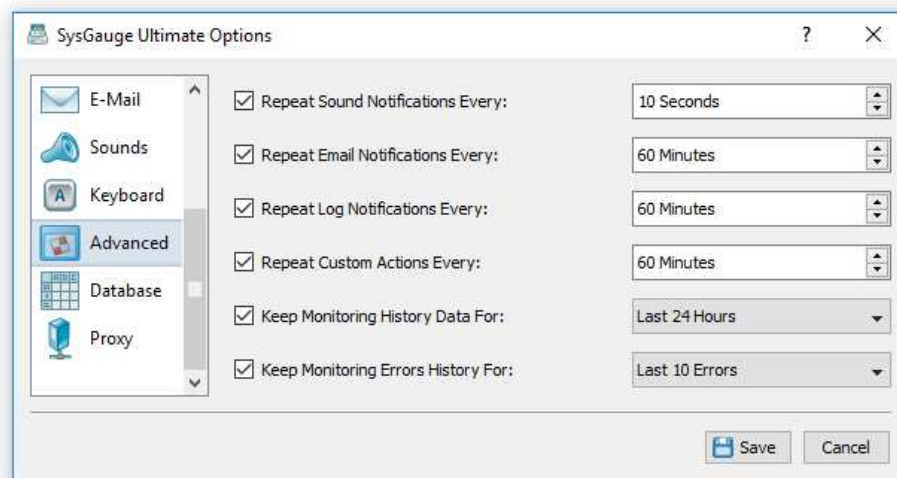 SysGauge Ultimate Options
?
E-Mail
Sounds
A
Keyboard
Advanced
Database
Proxy
Repeat Sound Notifications Every:
10 Seconds
Repeat Email Notifications Every:
60 Minutes
Repeat Log Notifications Every:
60 Minutes
Repeat Custom Actions Every:
60 Minutes
Keep Monitoring History Data For:
Last 24 Hours
Keep Monitoring Errors History For:
Last 10 Errors
Save
Cancel